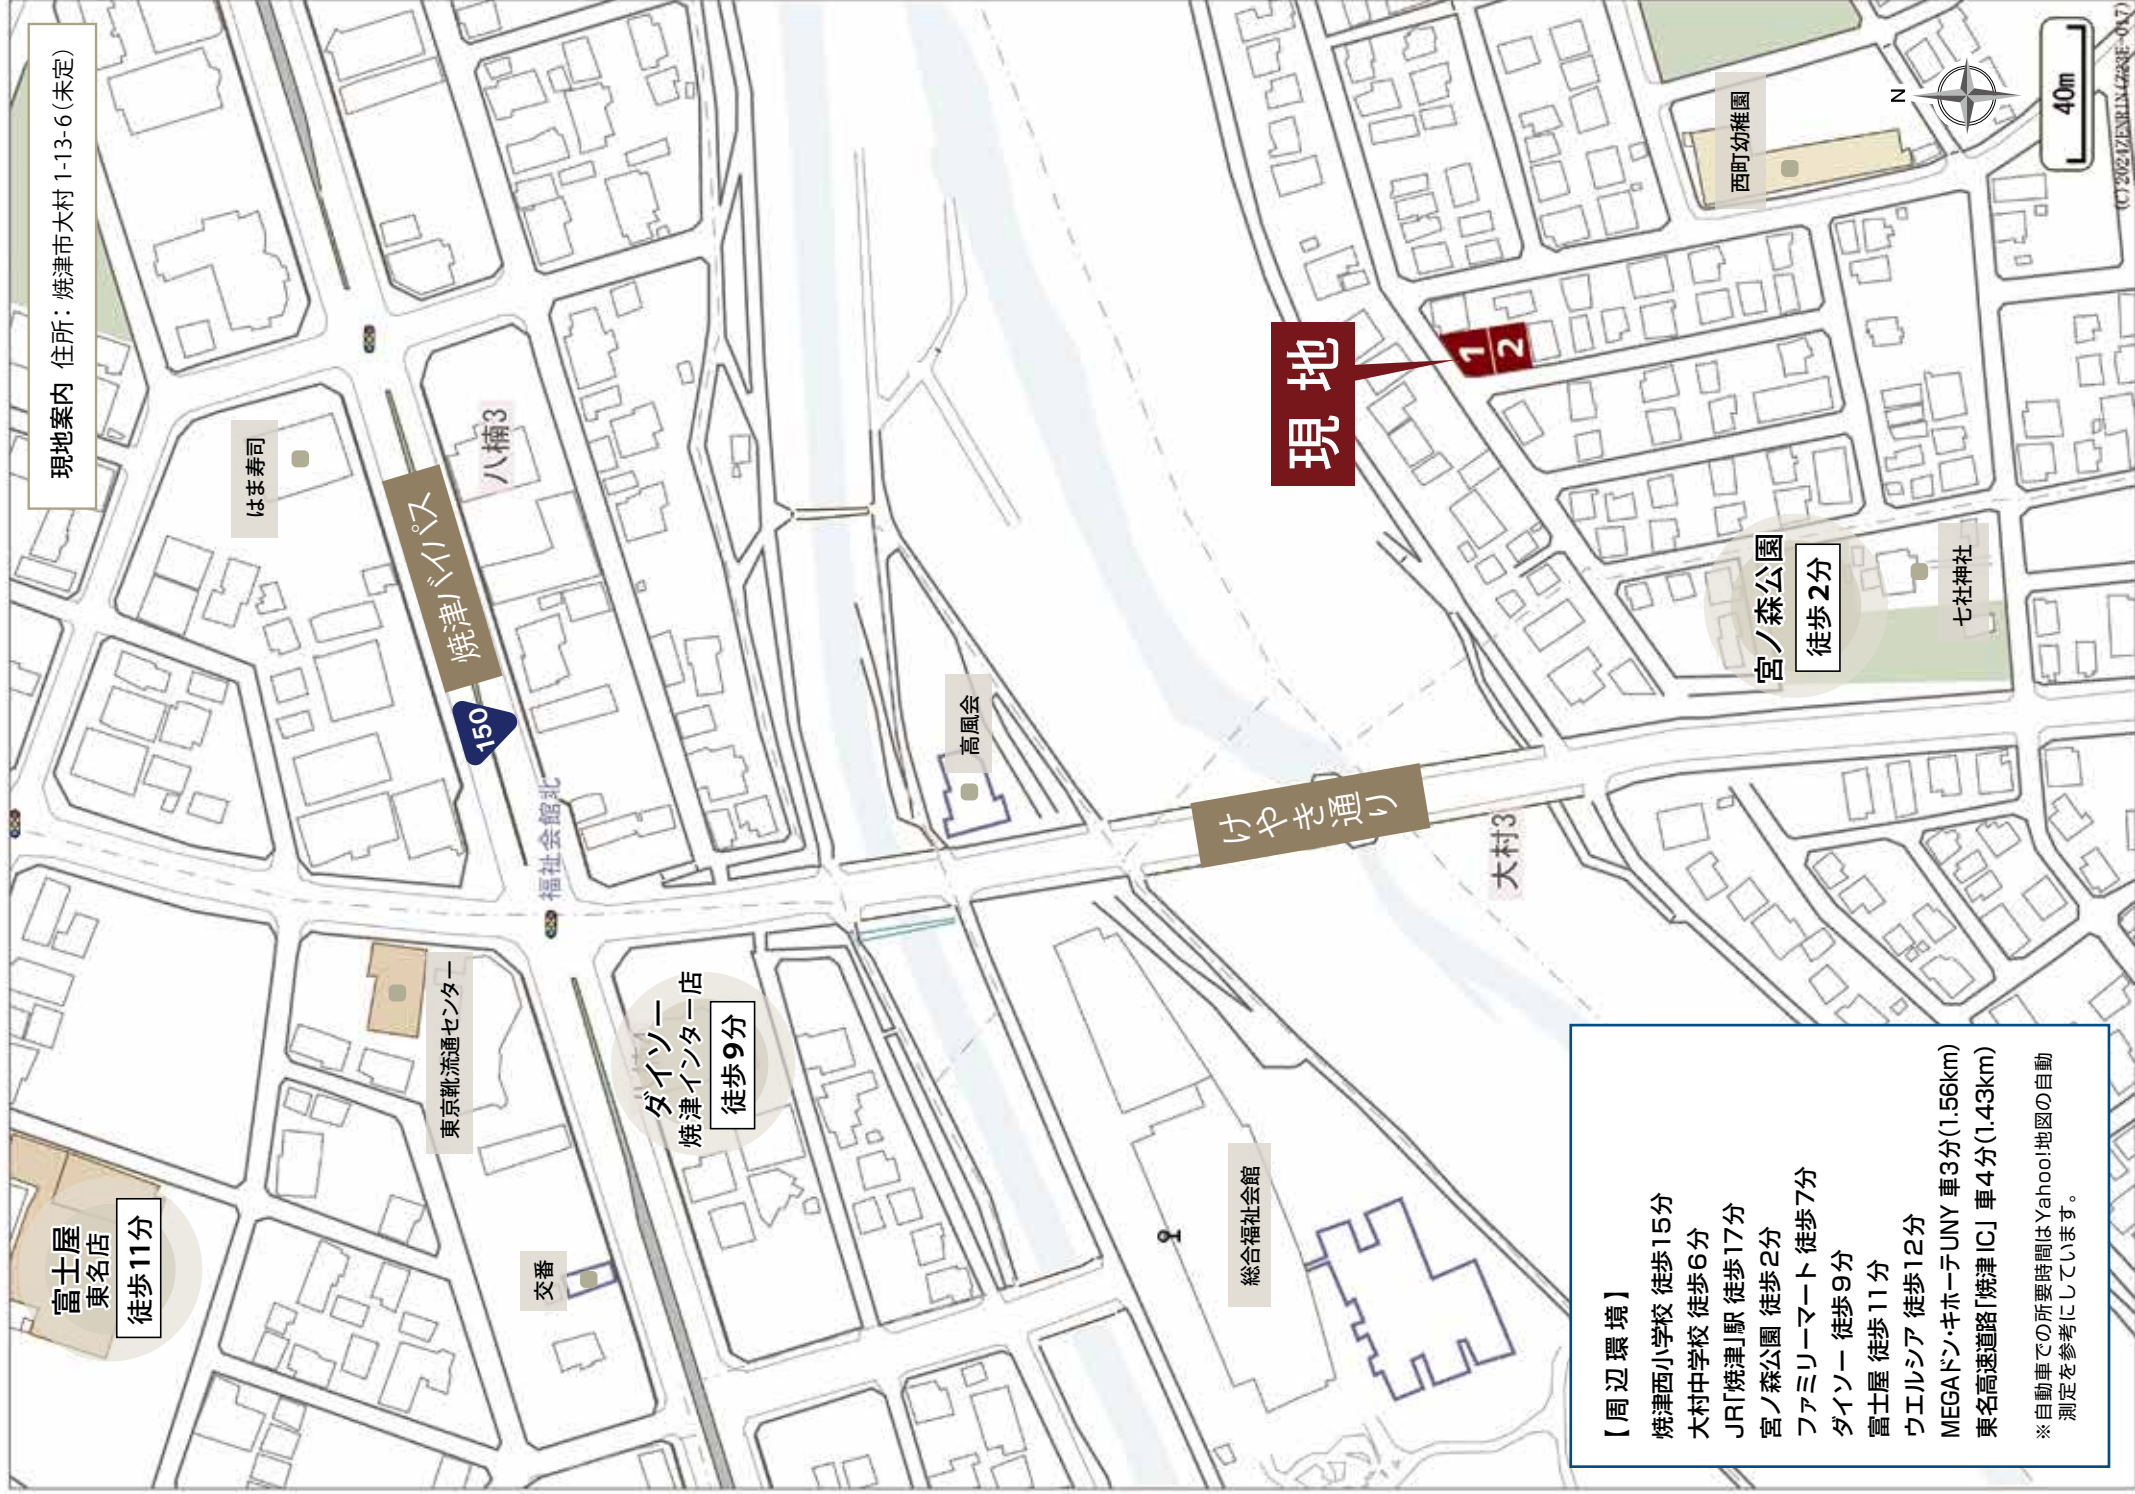 現地案内 住所：焼津市大村 1-13-6(未定)
はま寿司
焼津バイパス
八楠3
150
福祉会館北
東京靴流通センター
富士屋
東名店
徒歩11分
交番
ダイソー
焼津インター店
徒歩9分
高風会
けやき通り
総合福祉会館
大村3
現地
1
2
宮ノ森公園
徒歩2分
七社神社
西町幼稚園
N
40m
【周辺環境】
焼津西小学校 徒歩15分
大村中学校 徒歩6分
JR「焼津」駅 徒歩17分
宮ノ森公園 徒歩2分
ファミリーマート 徒歩7分
ダイソー 徒歩9分
富士屋 徒歩11分
ウエルシア 徒歩12分
MEGAドン・キホーテUNY 車3分(1.56km)
東名高速道路「焼津IC」 車4分(1.43km)
※自動車での所要時間はYahoo!地図の自動
測定を参考にしています。